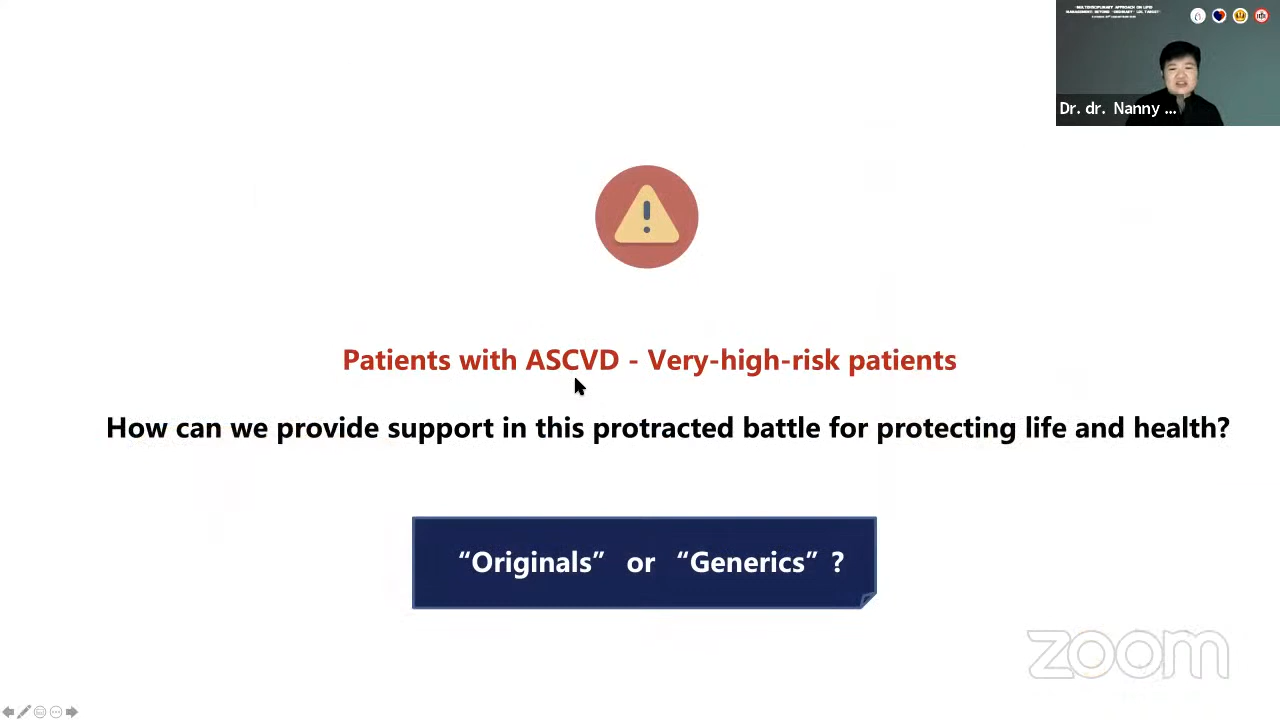 Dr. dr. Nanny ...
Patients with ASCVD - Very-high-risk patients
How can we provide support in this protracted battle for protecting life and health?
“Originals” or “Generics” ?
zoom